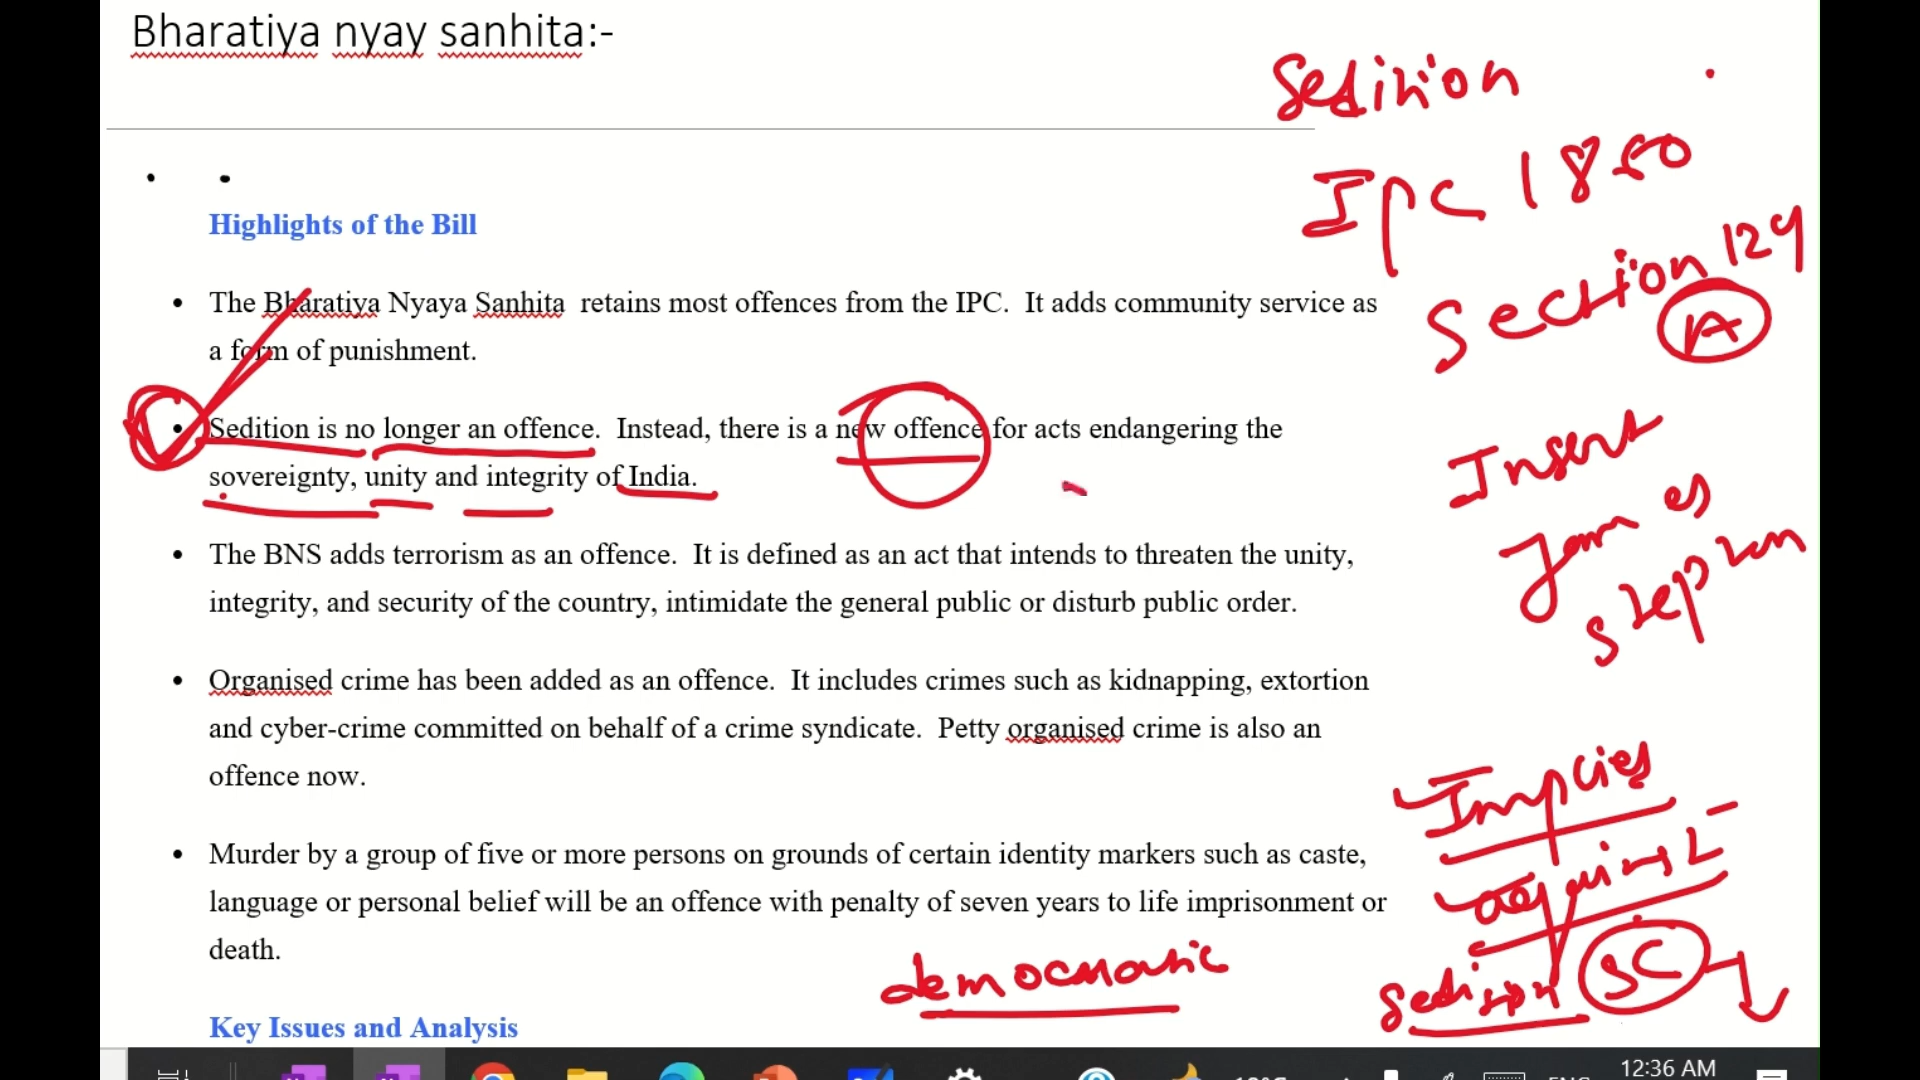 Bharatiya nyay sanhita:-
Sedition
IPC 1850
Section 124
A
Highlights of the Bill
• The Bharatiya Nyaya Sanhita retains most offences from the IPC. It adds community service as
a form of punishment.
• Sedition is no longer an offence. Instead, there is a new offence for acts endangering the
sovereignty, unity and integrity of India.
Insert
• The BNS adds terrorism as an offence. It is defined as an act that intends to threaten the unity,
integrity, and security of the country, intimidate the general public or disturb public order.
• Organised crime has been added as an offence. It includes crimes such as kidnapping, extortion
and cyber-crime committed on behalf of a crime syndicate. Petty organised crime is also an
offence now.
• Murder by a group of five or more persons on grounds of certain identity markers such as caste,
language or personal belief will be an offence with penalty of seven years to life imprisonment or
death.
democratic
SC
Key Issues and Analysis
12:36 AM